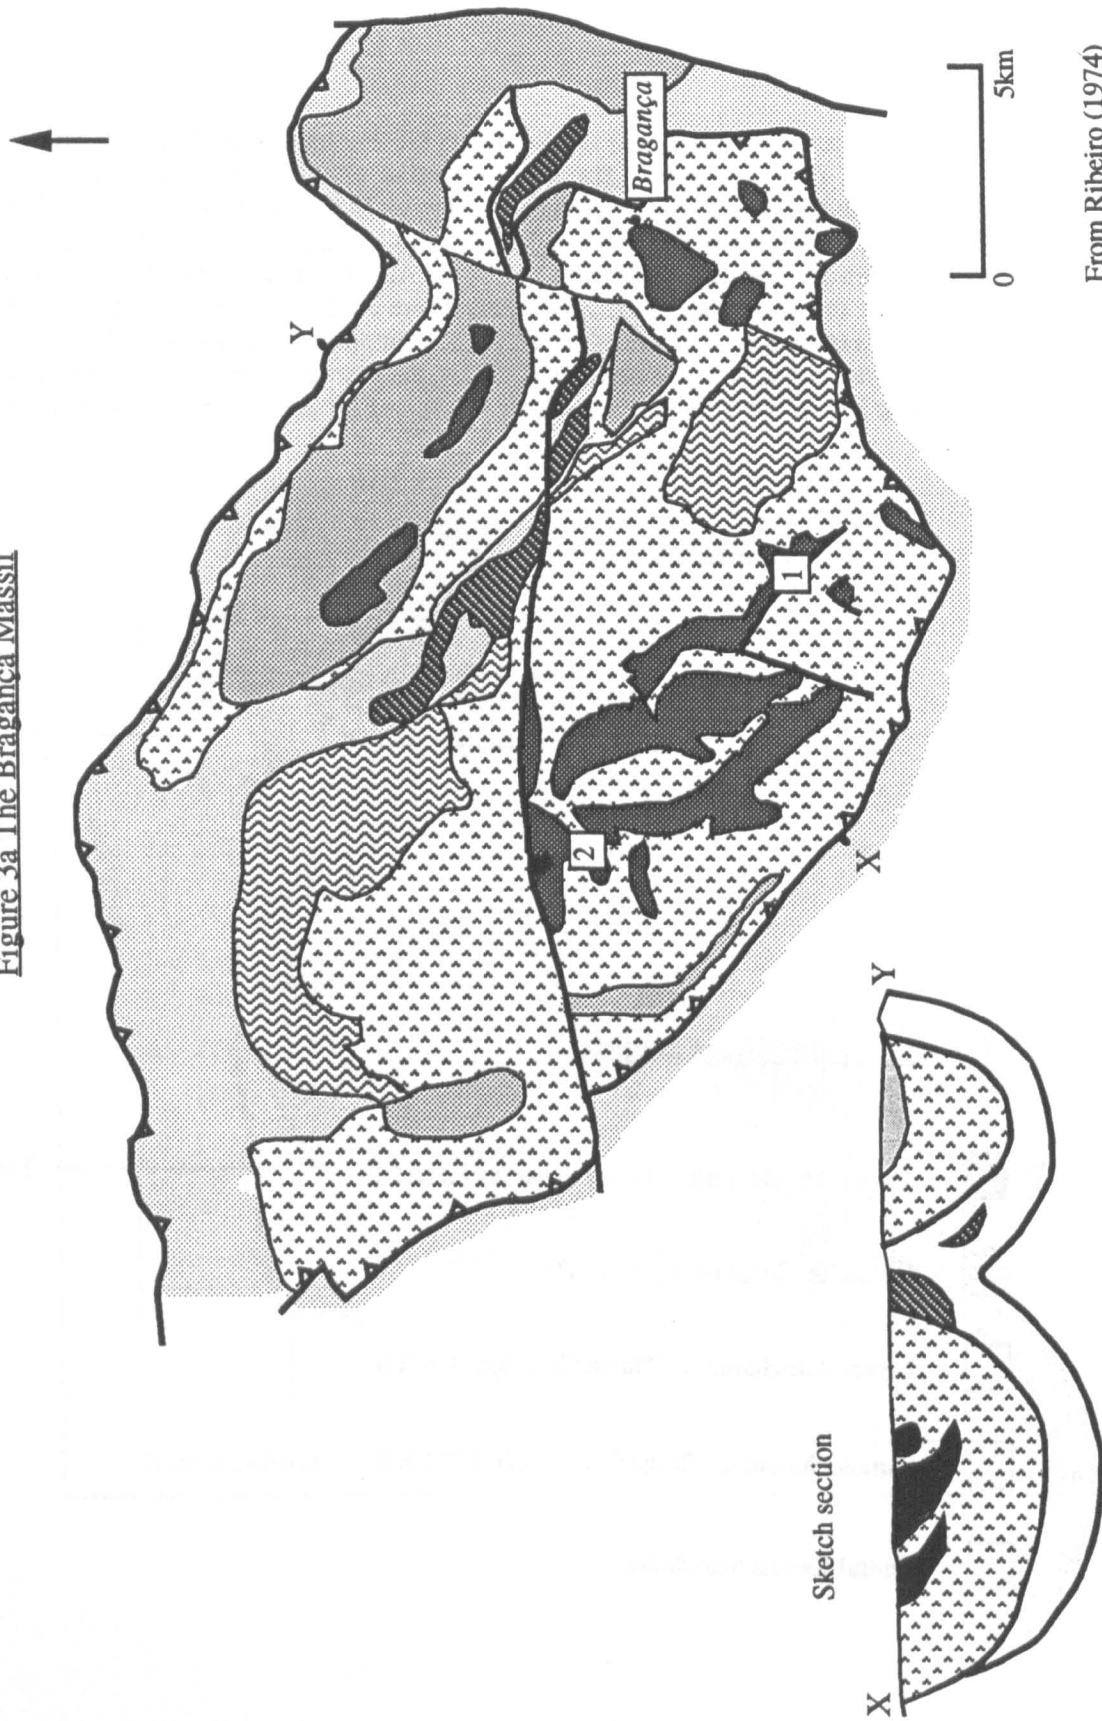 Figure 3a The Bragança Massif
Y
Bragança
1
2
X
0
5km
From Ribeiro (1974)
Sketch section
X
Y